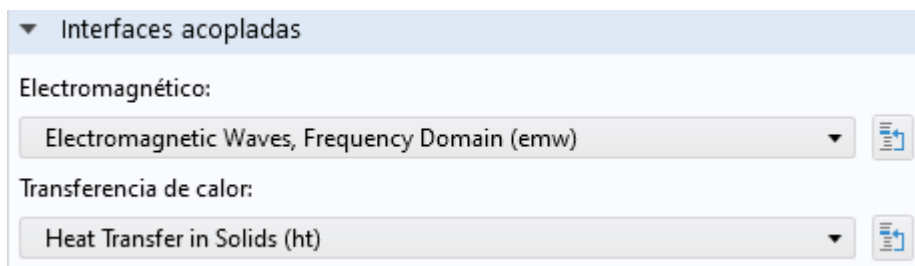 Interfaces acopladas
Electromagnético:
Electromagnetic Waves, Frequency Domain (emw)
Transferencia de calor:
Heat Transfer in Solids (ht)